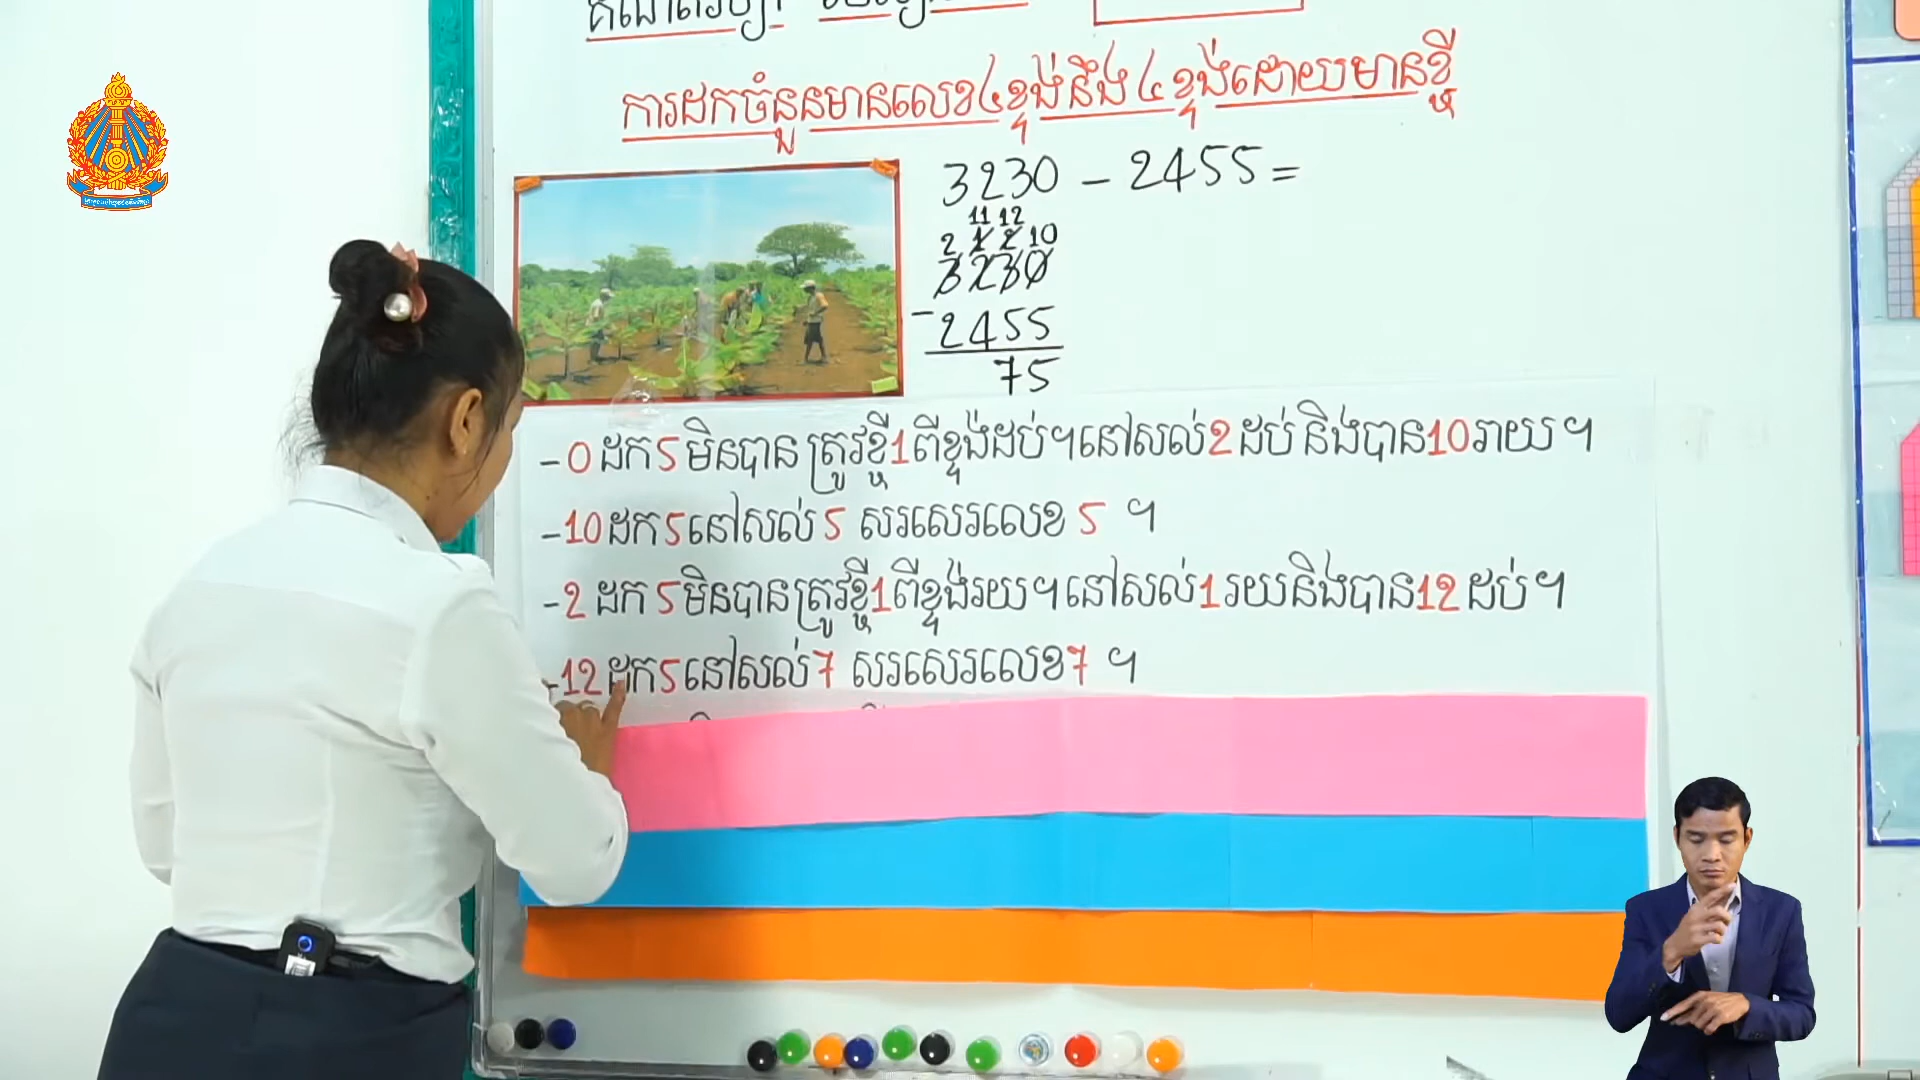 ការដកចំនួនមានលេខ៤ខ្ទង់នឹង៤ខ្ទង់ដោយមានខ្ចី
3230 - 2455 =
11 12
2 1 2 10
3230
- 2455
75
- 0 ដក 5 មិនបាន ត្រូវខ្ចី 1 ពីខ្ទង់ដប់។ នៅសល់ 2 ដប់ និងបាន 10 រាយ។
- 10 ដក 5 នៅសល់ 5 សរសេរលេខ 5 ។
- 2 ដក 5 មិនបាន ត្រូវខ្ចី 1 ពីខ្ទង់រយ។ នៅសល់ 1 រយ និងបាន 12 ដប់។
- 12 ដក 5 នៅសល់ 7 សរសេរលេខ 7 ។